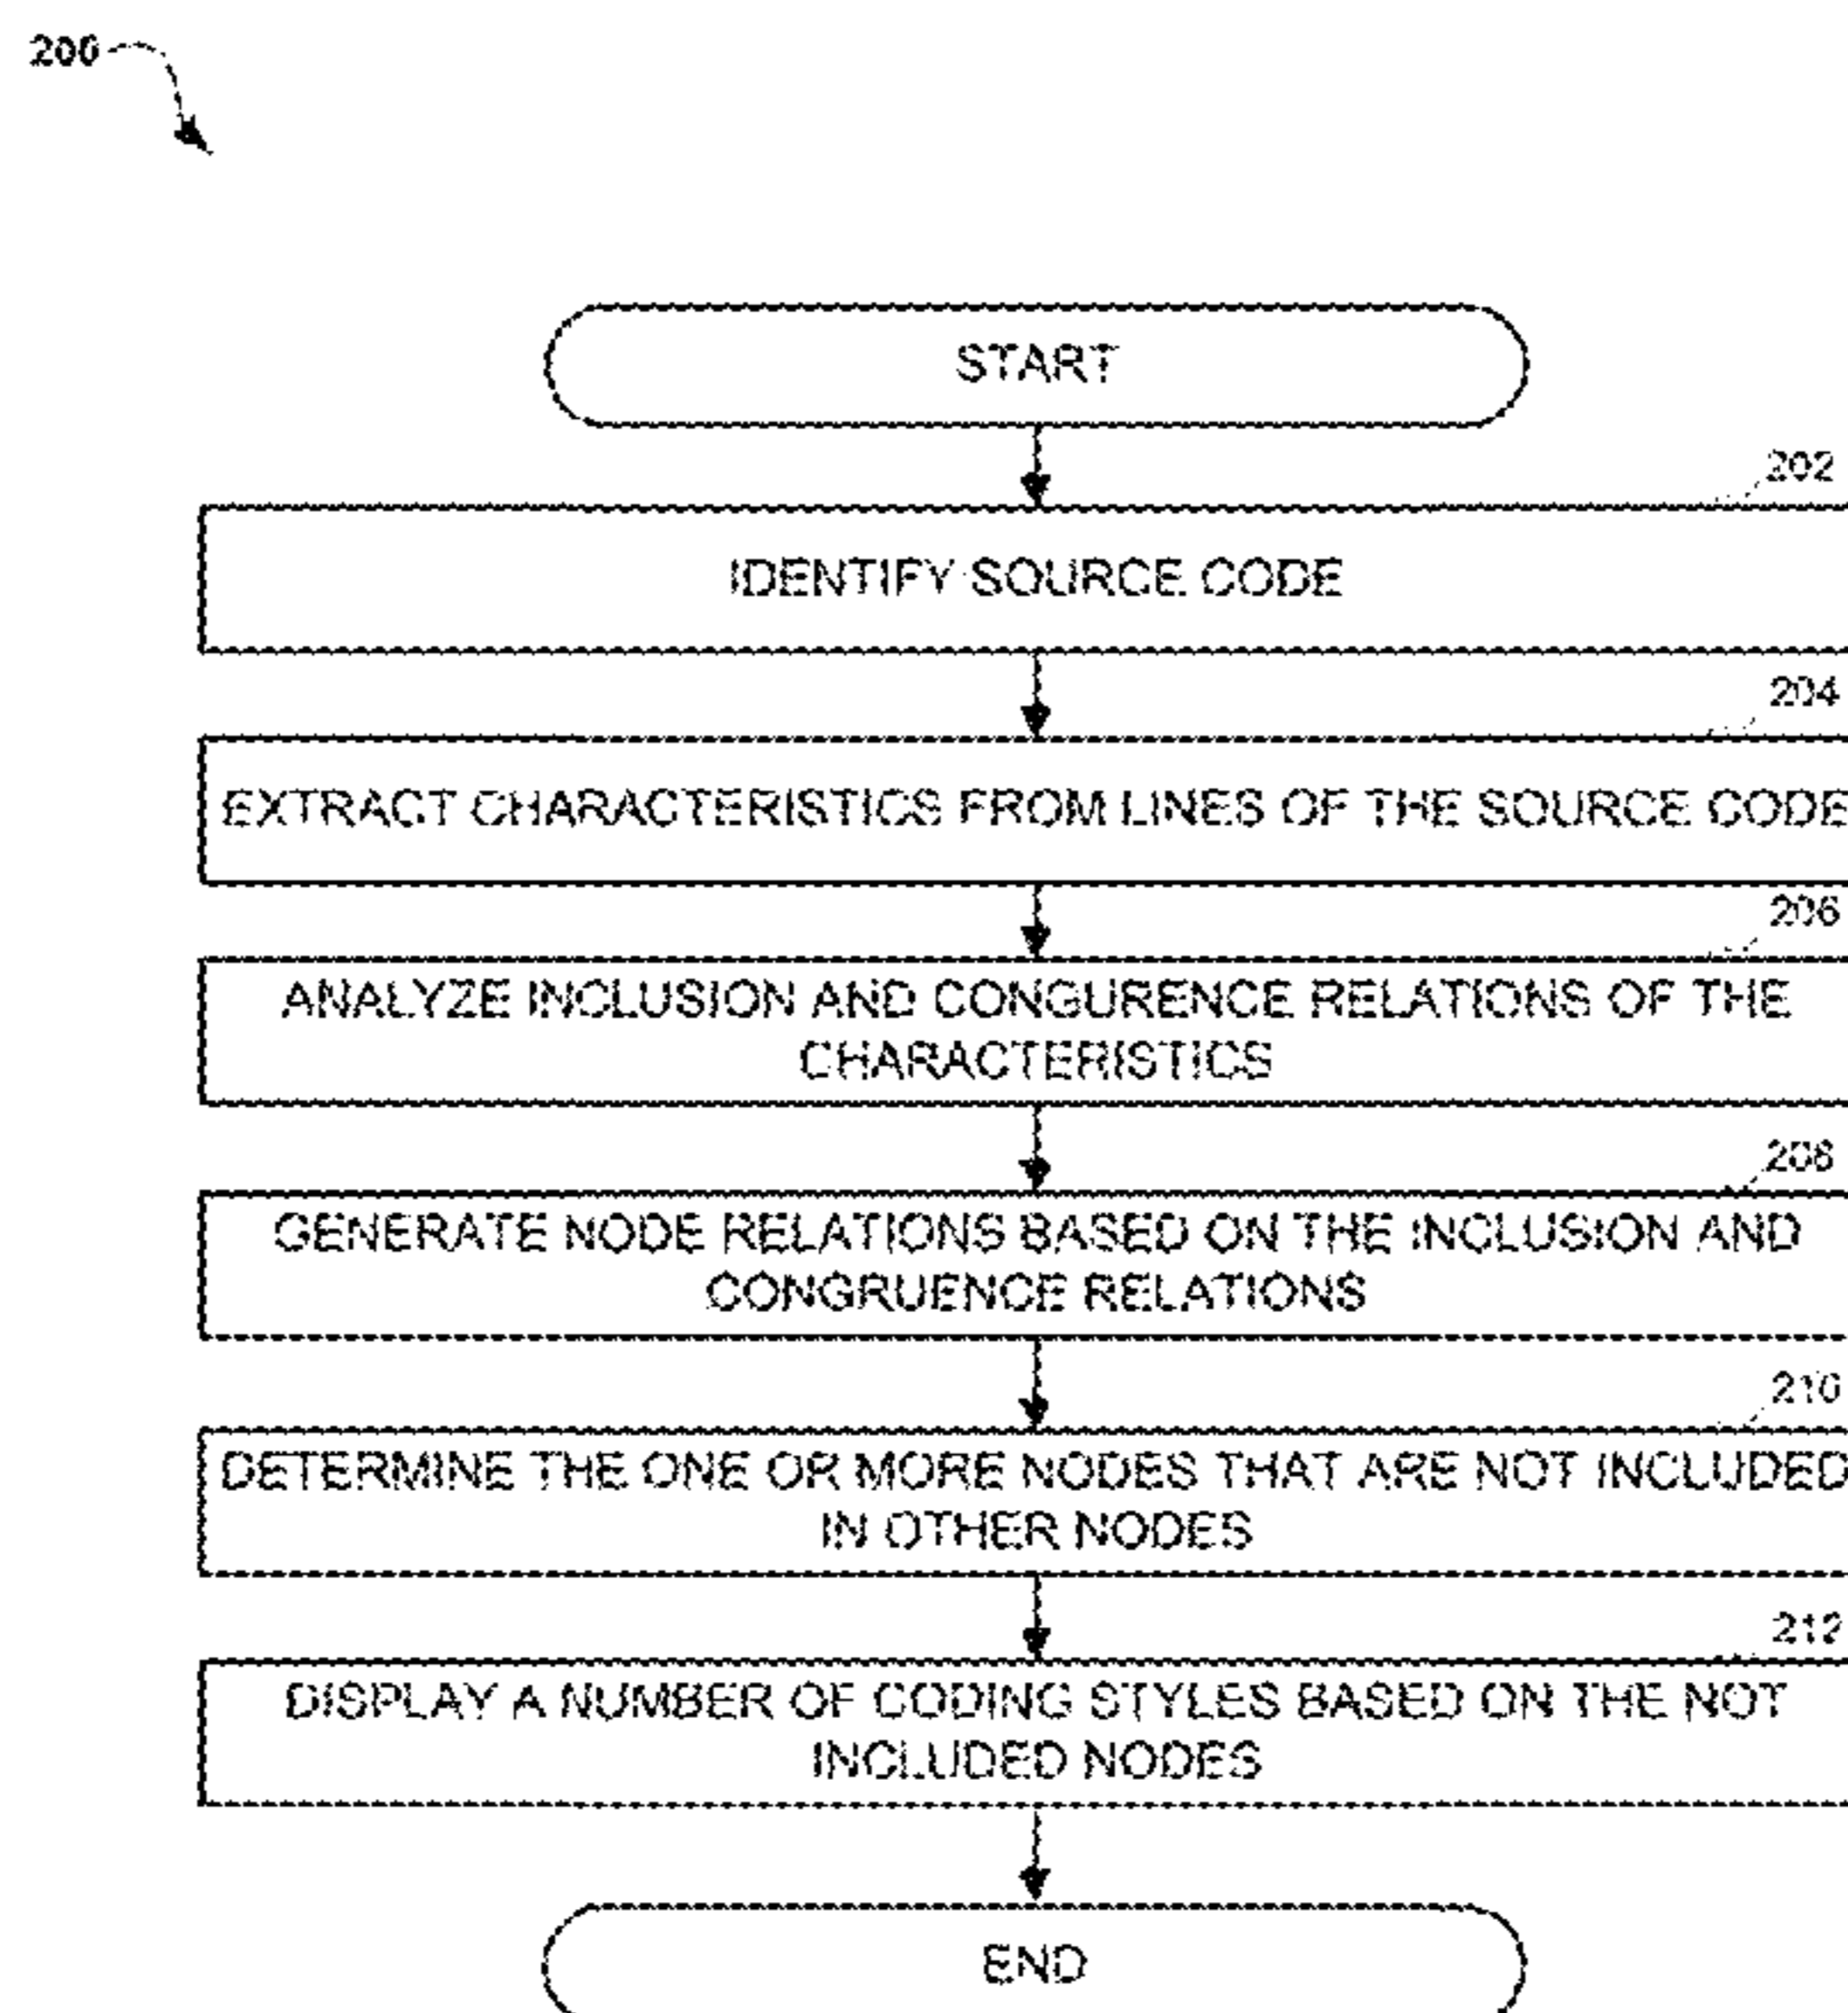 200
START
202
IDENTIFY SOURCE CODE
204
EXTRACT CHARACTERISTICS FROM LINES OF THE SOURCE CODE
206
ANALYZE INCLUSION AND CONGURENCE RELATIONS OF THE
CHARACTERISTICS
208
GENERATE NODE RELATIONS BASED ON THE INCLUSION AND
CONGRUENCE RELATIONS
210
DETERMINE THE ONE OR MORE NODES THAT ARE NOT INCLUDED
IN OTHER NODES
212
DISPLAY A NUMBER OF CODING STYLES BASED ON THE NOT
INCLUDED NODES
END